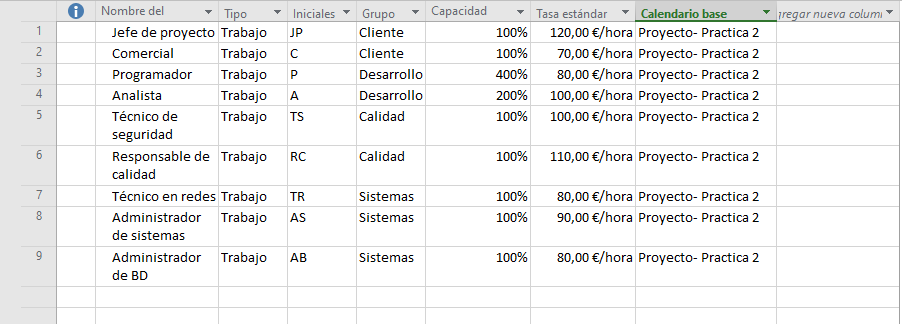 Nombre del Tipo Iniciales Grupo Capacidad Tasa estándar Calendario base gregar nueva colum
1 Jefe de proyecto Trabajo JP Cliente 100% 120,00 €/hora Proyecto- Practica 2
2 Comercial Trabajo C Cliente 100% 70,00 €/hora Proyecto- Practica 2
3 Programador Trabajo P Desarrollo 400% 80,00 €/hora Proyecto- Practica 2
4 Analista Trabajo A Desarrollo 200% 100,00 €/hora Proyecto- Practica 2
5 Técnico de Trabajo TS Calidad 100% 100,00 €/hora Proyecto- Practica 2
seguridad
6 Responsable de Trabajo RC Calidad 100% 110,00 €/hora Proyecto- Practica 2
calidad
7 Técnico en redes Trabajo TR Sistemas 100% 80,00 €/hora Proyecto- Practica 2
8 Administrador Trabajo AS Sistemas 100% 90,00 €/hora Proyecto- Practica 2
de sistemas
9 Administrador Trabajo AB Sistemas 100% 80,00 €/hora Proyecto- Practica 2
de BD